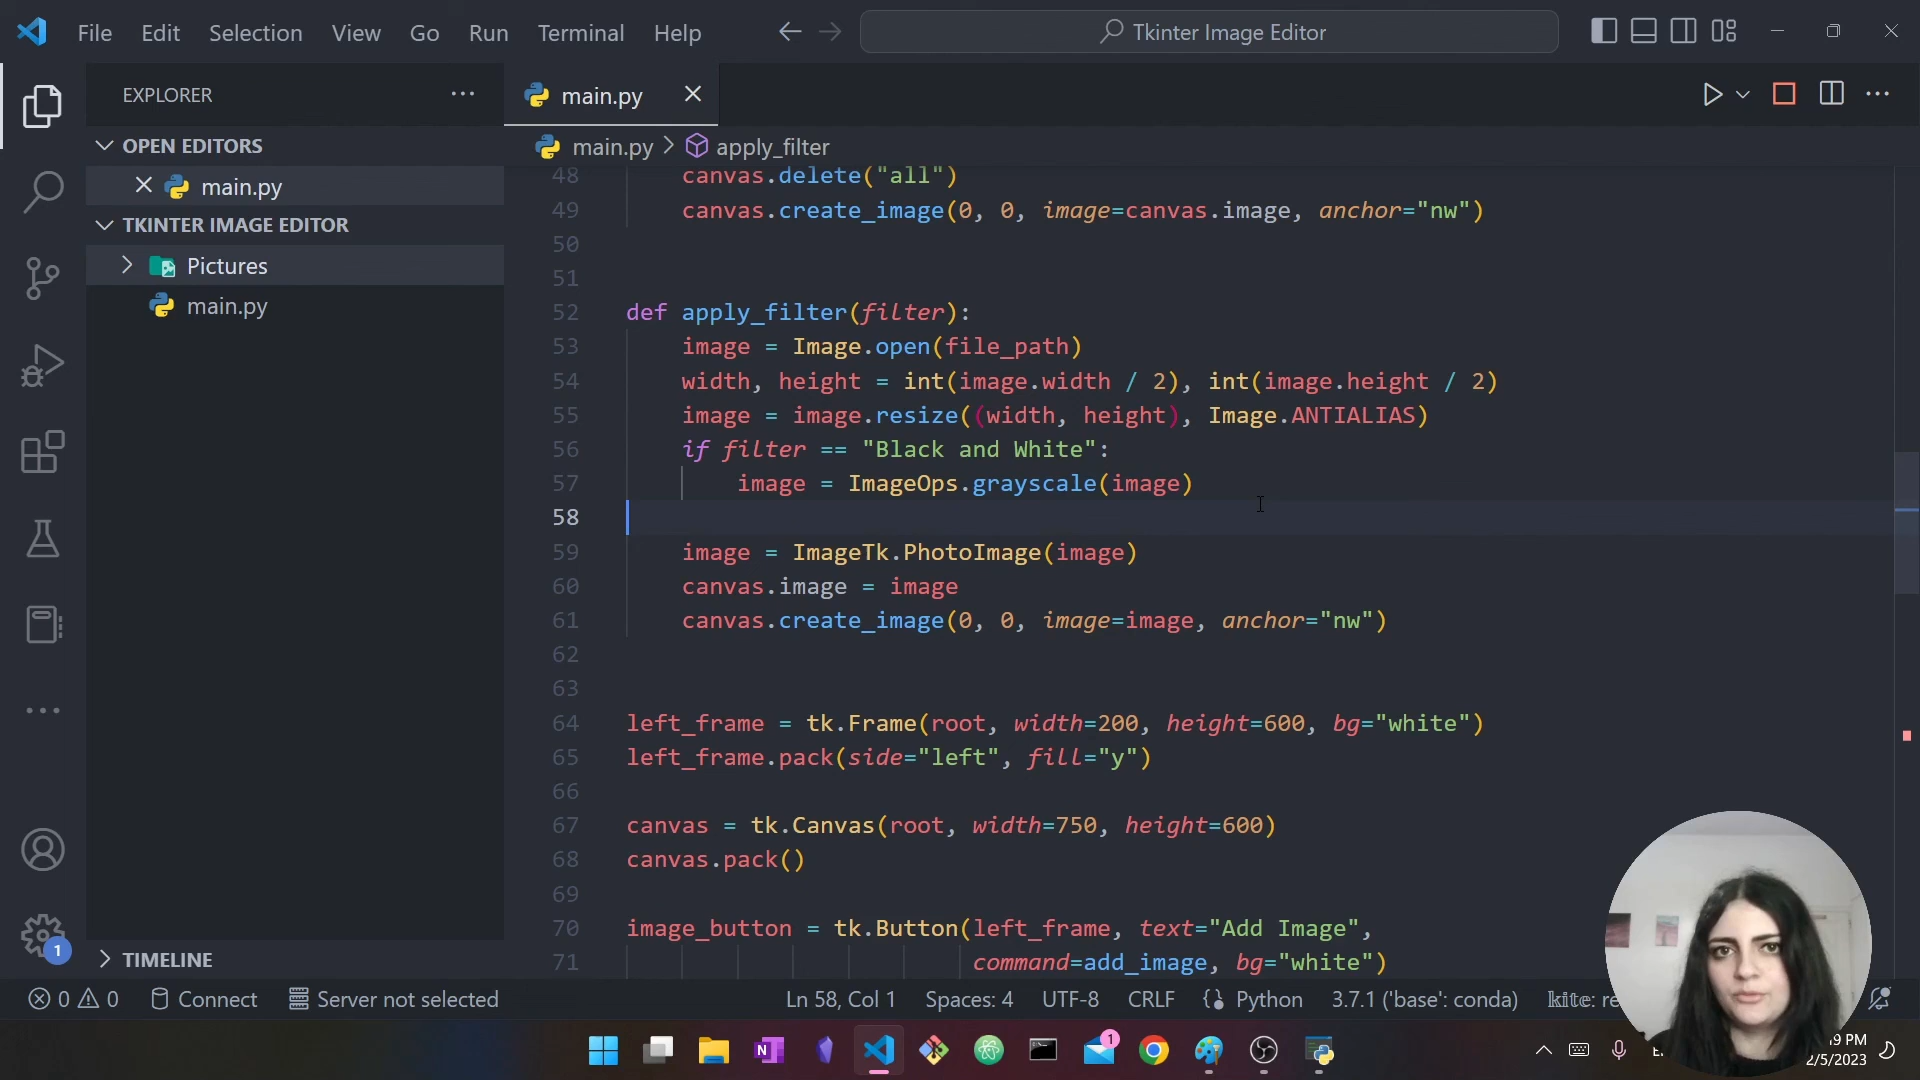 File Edit Selection View Go Run Terminal Help
Tkinter Image Editor
EXPLORER
main.py
OPEN EDITORS
main.py
TKINTER IMAGE EDITOR
Pictures
main.py
TIMELINE
main.py > apply_filter
48 canvas.delete("all")
49 canvas.create_image(0, 0, image=canvas.image, anchor="nw")
50
51
52 def apply_filter(filter):
53 image = Image.open(file_path)
54 width, height = int(image.width / 2), int(image.height / 2)
55 image = image.resize((width, height), Image.ANTIALIAS)
56 if filter == "Black and White":
57 image = ImageOps.grayscale(image)
58
59 image = ImageTk.PhotoImage(image)
60 canvas.image = image
61 canvas.create_image(0, 0, image=image, anchor="nw")
62
63
64 left_frame = tk.Frame(root, width=200, height=600, bg="white")
65 left_frame.pack(side="left", fill="y")
66
67 canvas = tk.Canvas(root, width=750, height=600)
68 canvas.pack()
69
70 image_button = tk.Button(left_frame, text="Add Image",
71 command=add_image, bg="white")
1
0 0 Connect Server not selected
Ln 58, Col 1 Spaces: 4 UTF-8 CRLF Python 3.7.1 ('base': conda) kite:
1
19 PM
2/5/2023